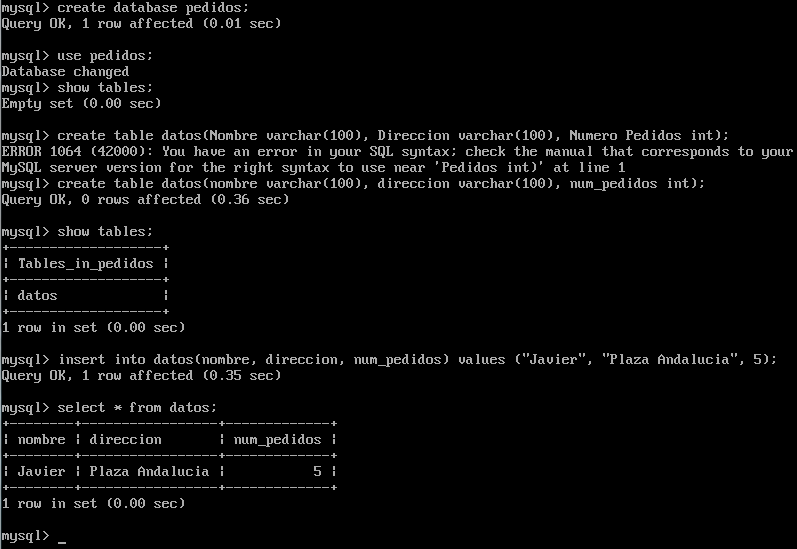 mysql> create database pedidos;
Query OK, 1 row affected (0.01 sec)
mysql> use pedidos;
Database changed
mysql> show tables;
Empty set (0.00 sec)
mysql> create table datos(Nombre varchar(100), Direccion varchar(100), Numero Pedidos int);
ERROR 1064 (42000): You have an error in your SQL syntax; check the manual that corresponds to your
MySQL server version for the right syntax to use near 'Pedidos int)' at line 1
mysql> create table datos(nombre varchar(100), direccion varchar(100), num_pedidos int);
Query OK, 0 rows affected (0.36 sec)
mysql> show tables;
+-------------------+
| Tables_in_pedidos |
+-------------------+
| datos             |
+-------------------+
1 row in set (0.00 sec)
mysql> insert into datos(nombre, direccion, num_pedidos) values ("Javier", "Plaza Andalucia", 5);
Query OK, 1 row affected (0.35 sec)
mysql> select * from datos;
+--------+-----------------+-------------+
| nombre | direccion       | num_pedidos |
+--------+-----------------+-------------+
| Javier | Plaza Andalucia |           5 |
+--------+-----------------+-------------+
1 row in set (0.00 sec)
mysql> _